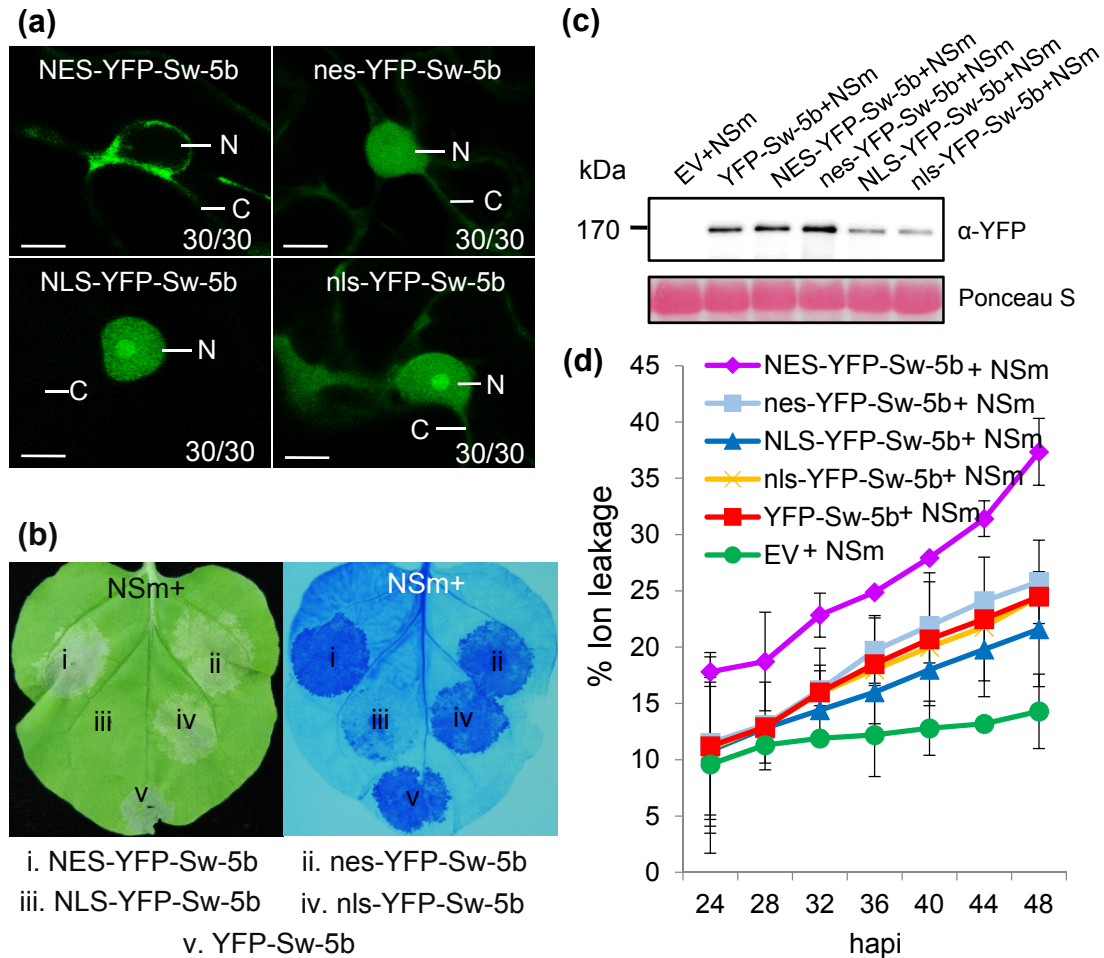 (a)
NES-YFP-Sw-5b
N
C
30/30
nes-YFP-Sw-5b
N
C
30/30
NLS-YFP-Sw-5b
N
C
30/30
nls-YFP-Sw-5b
N
C
30/30
(b)
NSm+
i
ii
iii
iv
v
NSm+
i
ii
iii
iv
v
i. NES-YFP-Sw-5b
ii. nes-YFP-Sw-5b
iii. NLS-YFP-Sw-5b
iv. nls-YFP-Sw-5b
v. YFP-Sw-5b
(c)
kDa
EV+NSm
YFP-Sw-5b+NSm
NES-YFP-Sw-5b+NSm
nes-YFP-Sw-5b+NSm
NLS-YFP-Sw-5b+NSm
nls-YFP-Sw-5b+NSm
170
α-YFP
Ponceau S
(d)
NES-YFP-Sw-5b + NSm
nes-YFP-Sw-5b + NSm
NLS-YFP-Sw-5b + NSm
nls-YFP-Sw-5b + NSm
YFP-Sw-5b + NSm
EV + NSm
% Ion leakage
45
40
35
30
25
20
15
10
5
0
24 28 32 36 40 44 48
hapi